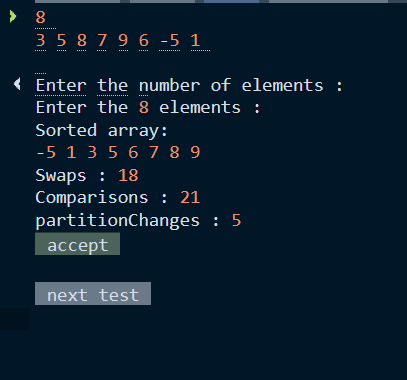 8
3 5 8 7 9 6 -5 1
Enter the number of elements :
Enter the 8 elements :
Sorted array:
-5 1 3 5 6 7 8 9
Swaps : 18
Comparisons : 21
partitionChanges : 5
accept
next test